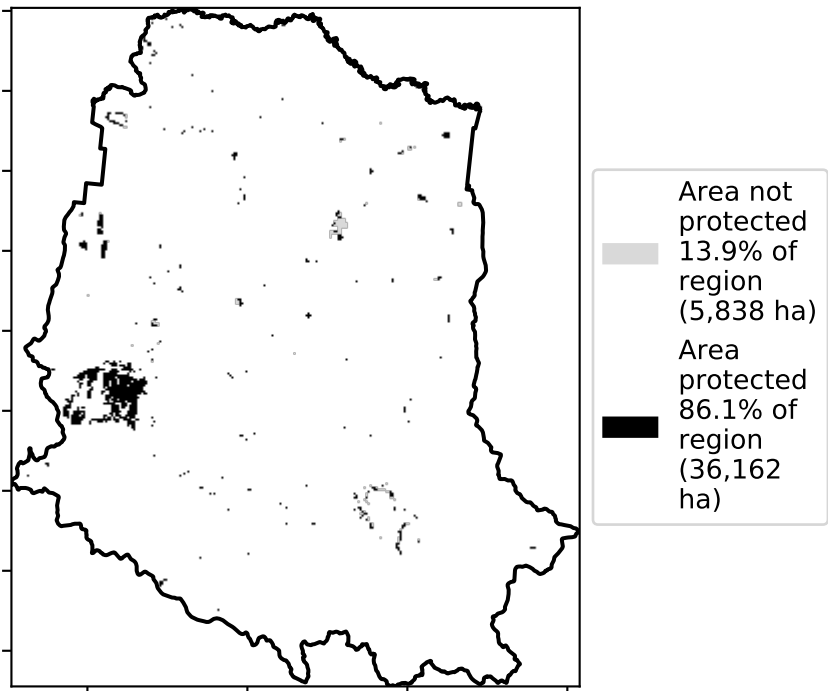 Area not
protected
13.9% of
region
(5,838 ha)
Area
protected
86.1% of
region
(36,162
ha)